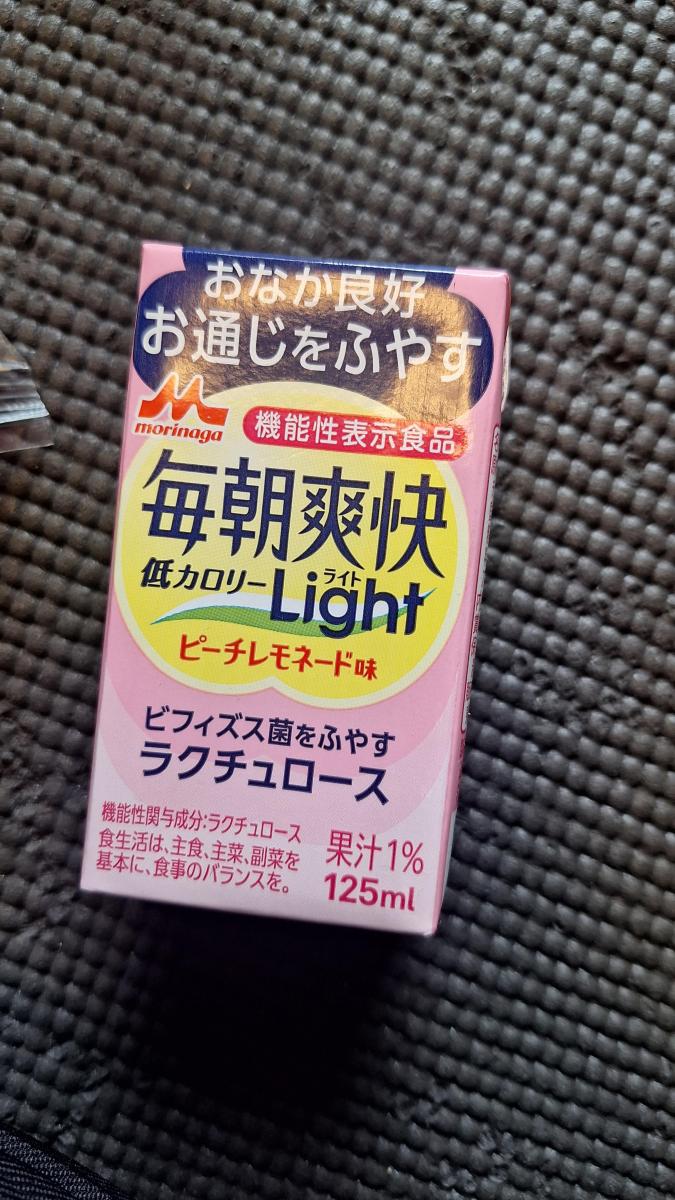 おなか良好
お通じをふやす
morinaga
機能性表示食品
毎朝爽快
ライト
低カロリーLight
ピーチレモネード味
ビフィズス菌をふやす
ラクチュロース
機能性関与成分:ラクチュロース
食生活は、主食、主菜、副菜を
基本に、食事のバランスを。
果汁1%
125ml